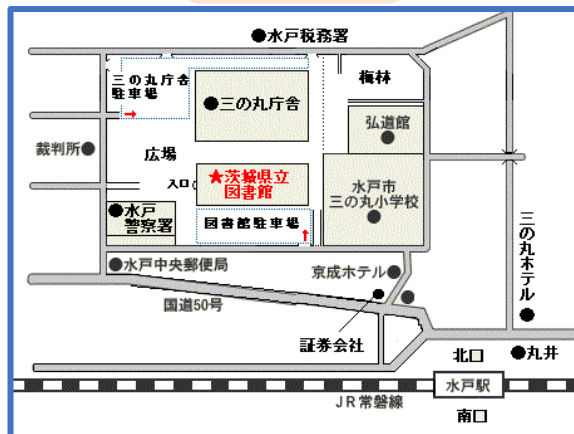 ●水戸税務署
三の丸庁舎
駐車場
梅林
●三の丸庁舎
弘道館
裁判所●
広場
★茨城県立
図書館
入口
水戸市
三の丸小学校
●水戸
警察署
図書館駐車場
三の丸ホテル●
●水戸中央郵便局
京成ホテル●
国道50号
証券会社
北口
●丸井
水戸駅
JR常磐線
南口